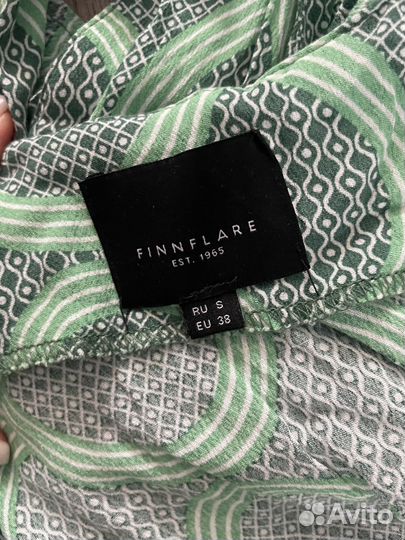 FINNFLARE
EST. 1965
RU S
EU 38
Avito